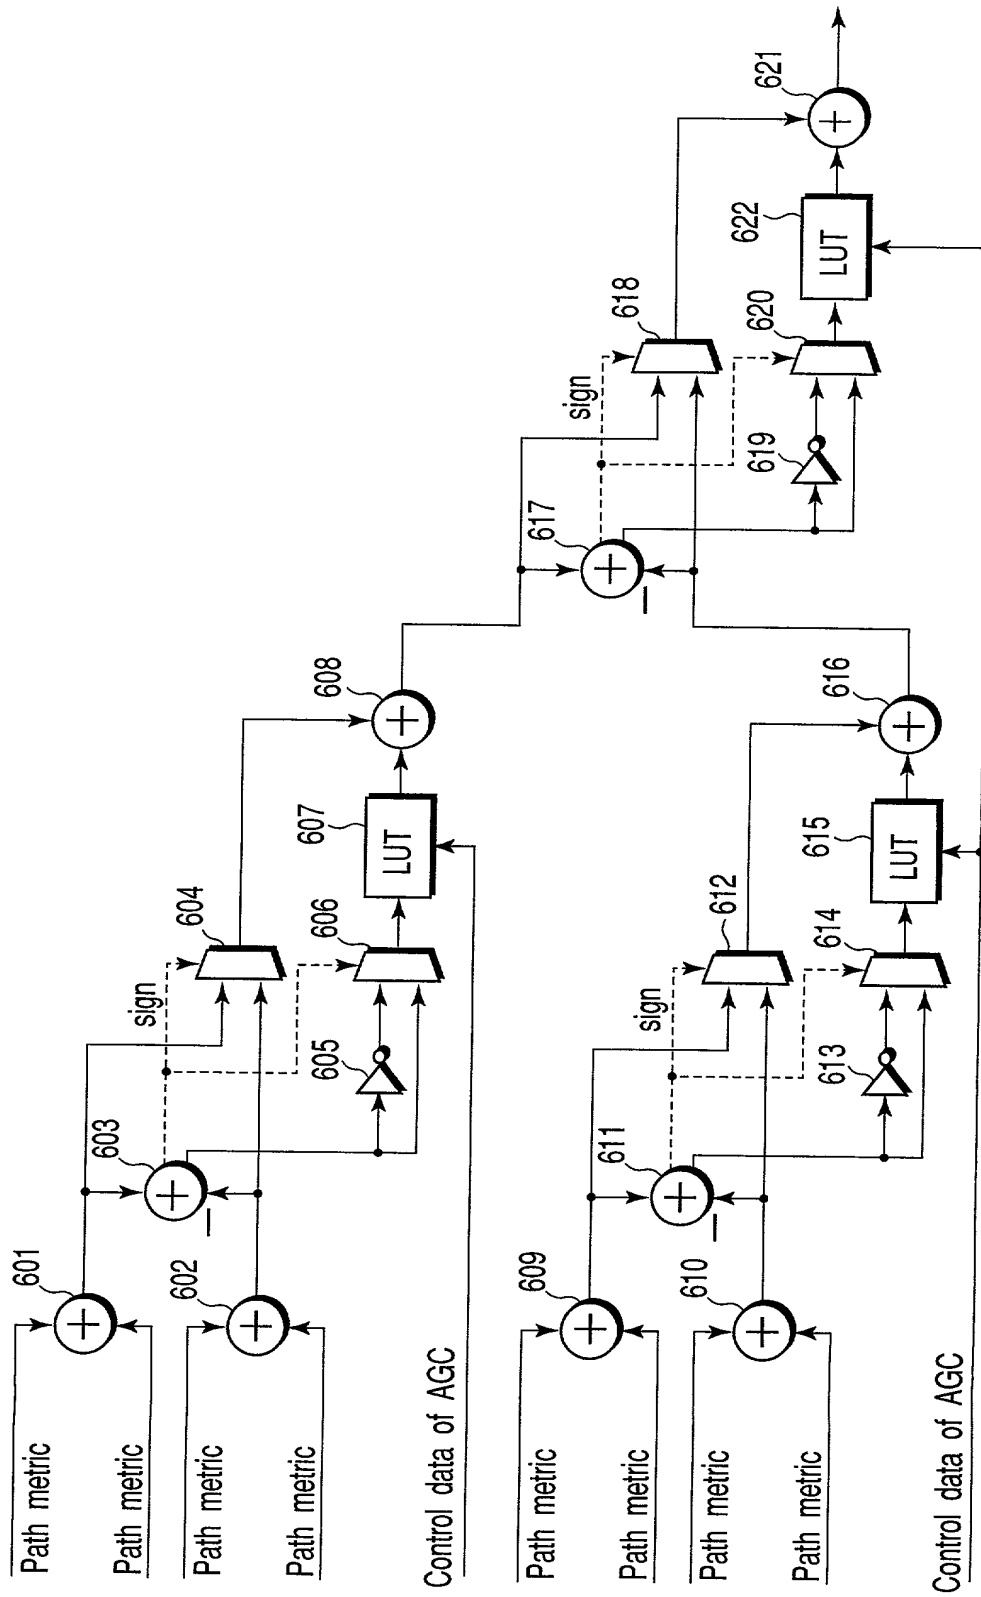 Path metric
Path metric
Path metric
Path metric
Control data of AGC
601
602
603
sign
604
605
606
607
LUT
608
Path metric
Path metric
Path metric
Path metric
Control data of AGC
609
610
611
sign
612
613
614
615
LUT
616
617
sign
618
619
620
622
LUT
621